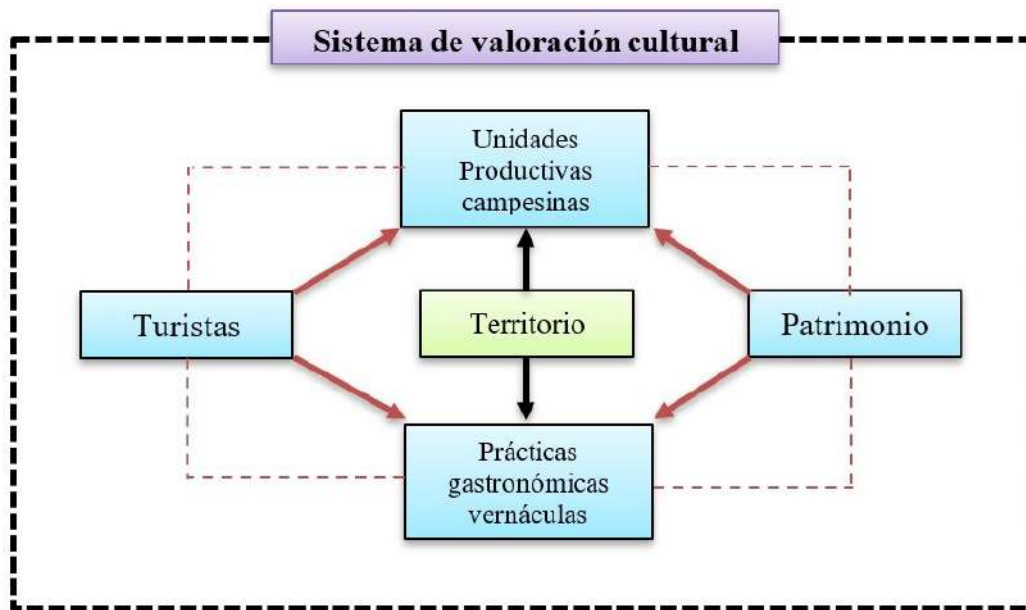 Sistema de valoración cultural
Unidades
Productivas
campesinas
Turistas
Territorio
Patrimonio
Prácticas
gastronómicas
vernáculas